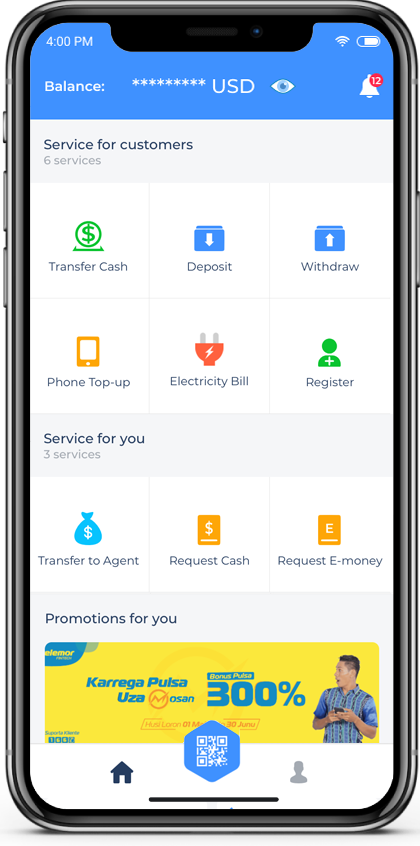 4:00 PM
Balance: ********* USD
12
Service for customers
6 services
Transfer Cash
Deposit
Withdraw
Phone Top-up
Electricity Bill
Register
Service for you
3 services
Transfer to Agent
Request Cash
E
Request E-money
Promotions for you
elemor
Karrega Pulsa
Uza Mosan
Bonus Pulsa
300%
Husi Loron 01 30 Junu
Suporta Kliente